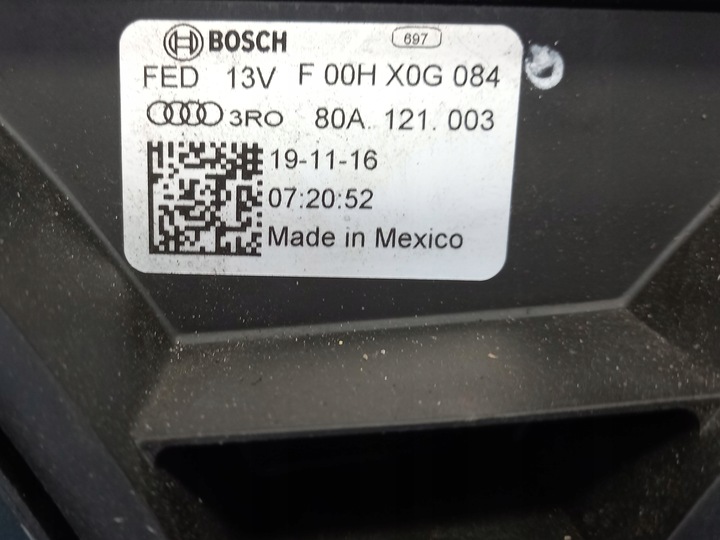 BOSCH 697
FED 13V F 00H X0G 084
3RO 80A. 121. 003
19-11-16
07:20:52
Made in Mexico